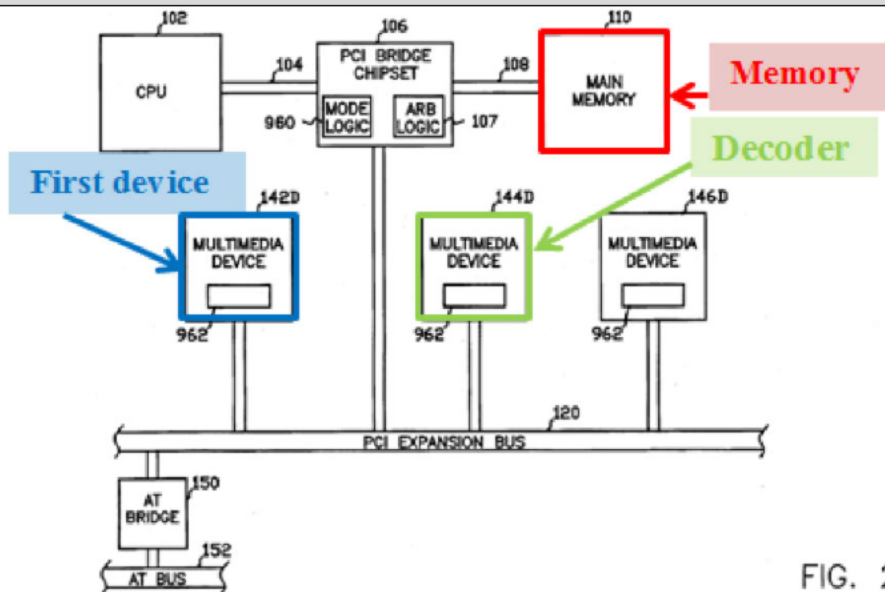 102
106
110
PCI BRIDGE
CHIPSET
104
108
CPU
MAIN
MEMORY
Memory
MODE
LOGIC
ARB
LOGIC
960
107
Decoder
First device
142D
144D
146D
MULTIMEDIA
DEVICE
MULTIMEDIA
DEVICE
MULTIMEDIA
DEVICE
962
962
962
120
PCI EXPANSION BUS
150
AT
BRIDGE
152
AT BUS
FIG.